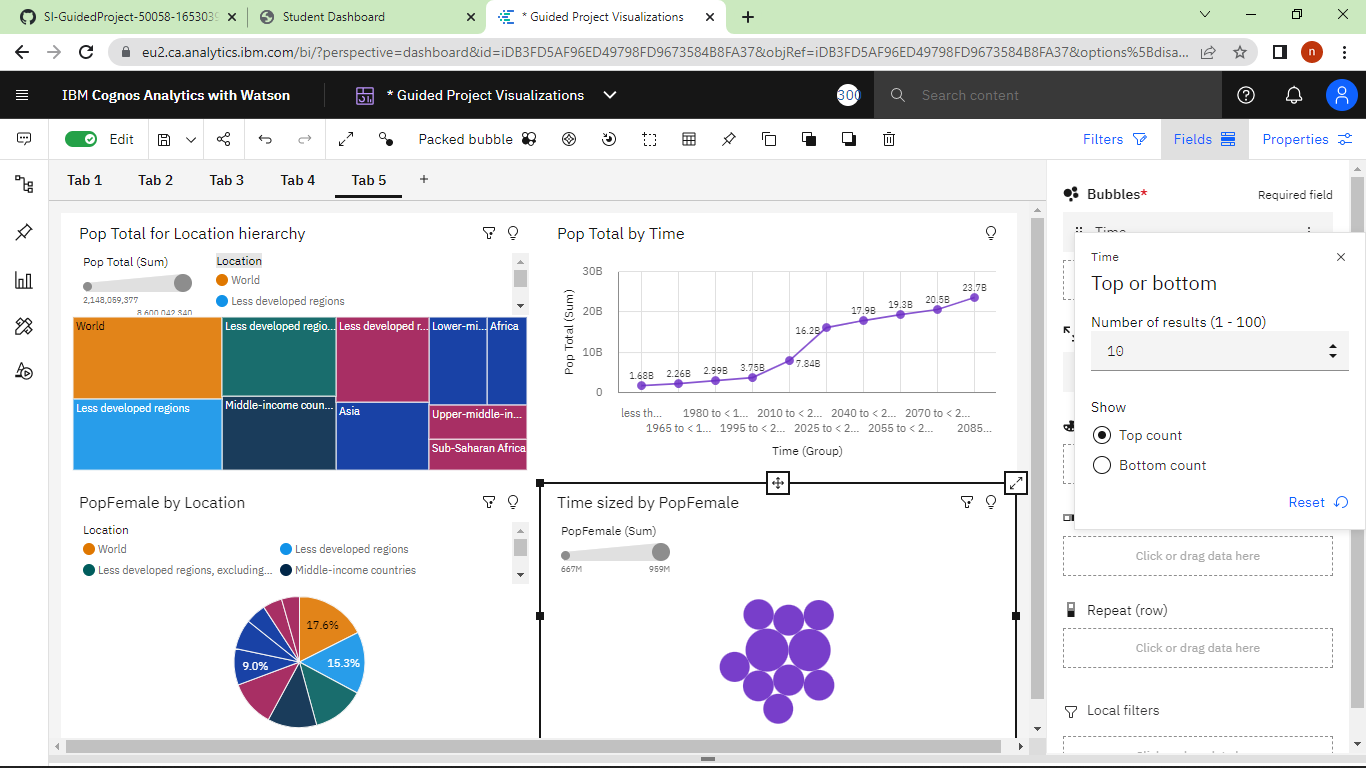 SI-GuidedProject-50058-1653039
Student Dashboard
* Guided Project Visualizations
eu2.ca.analytics.ibm.com/bi/?perspective=dashboard&id=iDB3FD5AF96ED49798FD9673584B8FA37&objRef=iDB3FD5AF96ED49798FD9673584B8FA37&options%5Bdisa...
n
IBM Cognos Analytics with Watson
* Guided Project Visualizations
300
Search content
Edit
Packed bubble
Filters
Fields
Properties
Tab 1
Tab 2
Tab 3
Tab 4
Tab 5
Bubbles*
Required field
Time
Pop Total for Location hierarchy
Pop Total (Sum)
2,148,059,377
8,600,042,340
Location
World
Less developed regions
World
Less developed regio...
Less developed r...
Lower-mi...
Africa
Less developed regions
Middle-income coun...
Asia
Upper-middle-in...
Sub-Saharan Africa
Pop Total by Time
Pop Total (Sum)
30B
20B
10B
0
1.68B
2.26B
2.99B
3.75B
7.84B
16.2B
17.9B
19.3B
20.5B
23.7B
less th...
1980 to < 1...
2010 to < 2...
2040 to < 2...
2070 to < 2...
1965 to < 1...
1995 to < 2...
2025 to < 2...
2055 to < 2...
2085...
Time (Group)
Time
Top or bottom
Number of results (1 - 100)
10
Show
Top count
Bottom count
Reset
PopFemale by Location
Location
World
Less developed regions
Less developed regions, excluding...
Middle-income countries
17.6%
15.3%
9.0%
Time sized by PopFemale
PopFemale (Sum)
667M
959M
Click or drag data here
Repeat (row)
Click or drag data here
Local filters
Click or drag data here